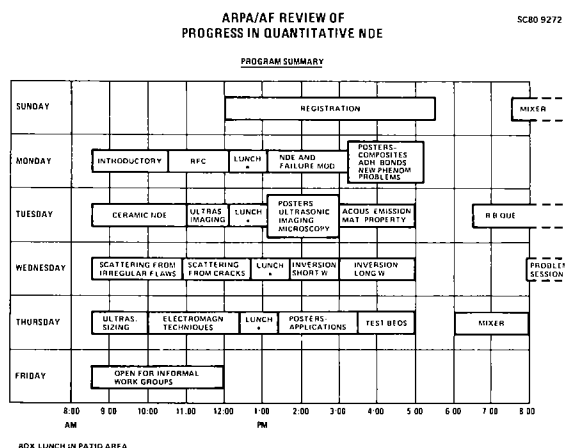 ARPA/AF REVIEW OF
PROGRESS IN QUANTITATIVE NDE
SC80 9272
PROGRAM SUMMARY
SUNDAY
REGISTRATION
MIXER
MONDAY
INTRODUCTORY
RFC
LUNCH
*
NDE AND
FAILURE MOD
POSTERS-
COMPOSITES
ADH BONDS
NEW PHENOM
PROBLEMS
TUESDAY
CERAMIC NDE
ULTRAS
IMAGING
LUNCH
*
POSTERS
ULTRASONIC
IMAGING
MICROSCOPY
ACOUS EMISSION
MAT PROPERTY
B B QUE
WEDNESDAY
SCATTERING FROM
IRREGULAR FLAWS
SCATTERING
FROM CRACKS
LUNCH
*
INVERSION
SHORT W
INVERSION
LONG W
PROBLEM
SESSION
THURSDAY
ULTRAS.
SIZING
ELECTROMAGN
TECHNIQUES
LUNCH
*
POSTERS-
APPLICATIONS
TEST BEDS
MIXER
FRIDAY
OPEN FOR INFORMAL
WORK GROUPS
8:00 9:00 10:00 11:00 12:00 1:00 2:00 3:00 4:00 5:00 6:00 7:00 8:00
AM PM
BOX LUNCH IN PATIO AREA